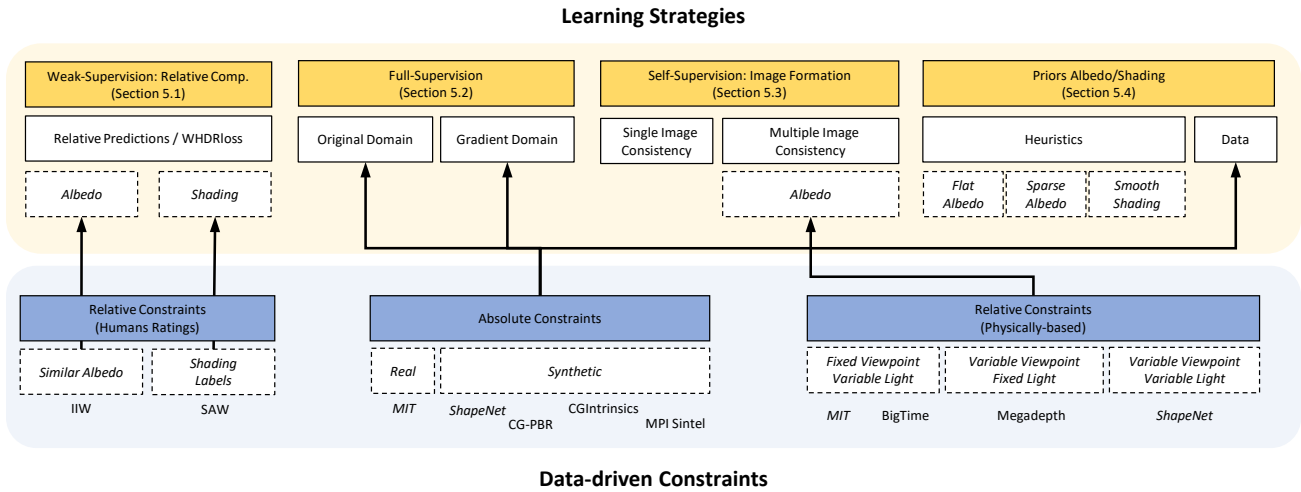 Learning Strategies
Weak-Supervision: Relative Comp.
(Section 5.1)
Full-Supervision
(Section 5.2)
Self-Supervision: Image Formation
(Section 5.3)
Priors Albedo/Shading
(Section 5.4)
Relative Predictions / WHDRloss
Original Domain
Gradient Domain
Single Image
Consistency
Multiple Image
Consistency
Heuristics
Data
Albedo
Shading
Albedo
Flat
Albedo
Sparse
Albedo
Smooth
Shading
Relative Constraints
(Humans Ratings)
Absolute Constraints
Relative Constraints
(Physically-based)
Similar Albedo
Shading
Labels
Real
Synthetic
Fixed Viewpoint
Variable Light
Variable Viewpoint
Fixed Light
Variable Viewpoint
Variable Light
IIW
SAW
MIT
ShapeNet
CG-PBR
CGIntrinsics
MPI Sintel
MIT
BigTime
Megadepth
ShapeNet
Data-driven Constraints